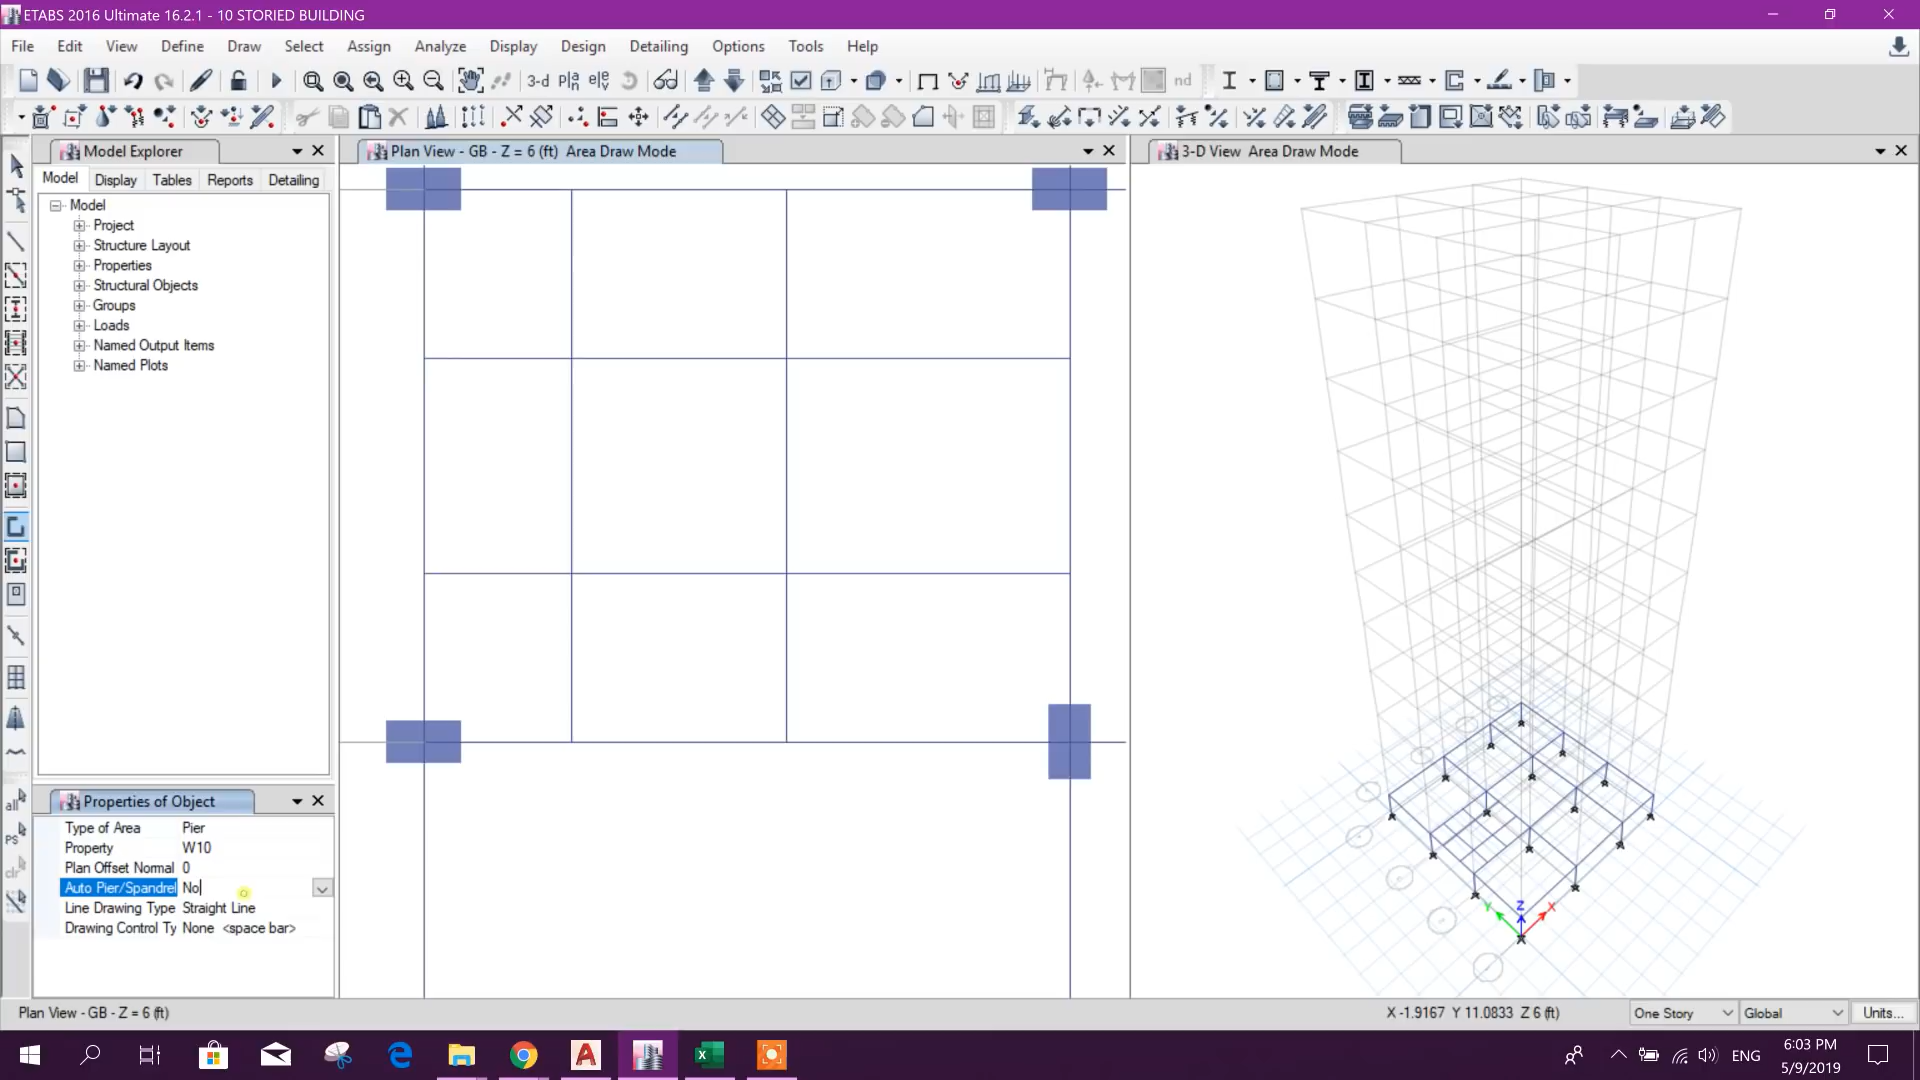 ETABS 2016 Ultimate 16.2.1 - 10 STORIED BUILDING
File Edit View Define Draw Select Assign Analyze Display Design Detailing Options Tools Help
3-d nd
Model Explorer
Plan View - GB - Z = 6 (ft) Area Draw Mode
3-D View Area Draw Mode
Model Display Tables Reports Detailing
Model
Project
Structure Layout
Properties
Structural Objects
Groups
Loads
Named Output Items
Named Plots
all
PS
clr
Properties of Object
Type of Area Pier
Property W10
Plan Offset Normal 0
Auto Pier/Spandrel No
Line Drawing Type Straight Line
Drawing Control Ty None <space bar>
Z
Y
X
Plan View - GB - Z = 6 (ft)
X -1.9167 Y 11.0833 Z 6 (ft)
One Story
Global
Units...
ENG
6:03 PM
5/9/2019